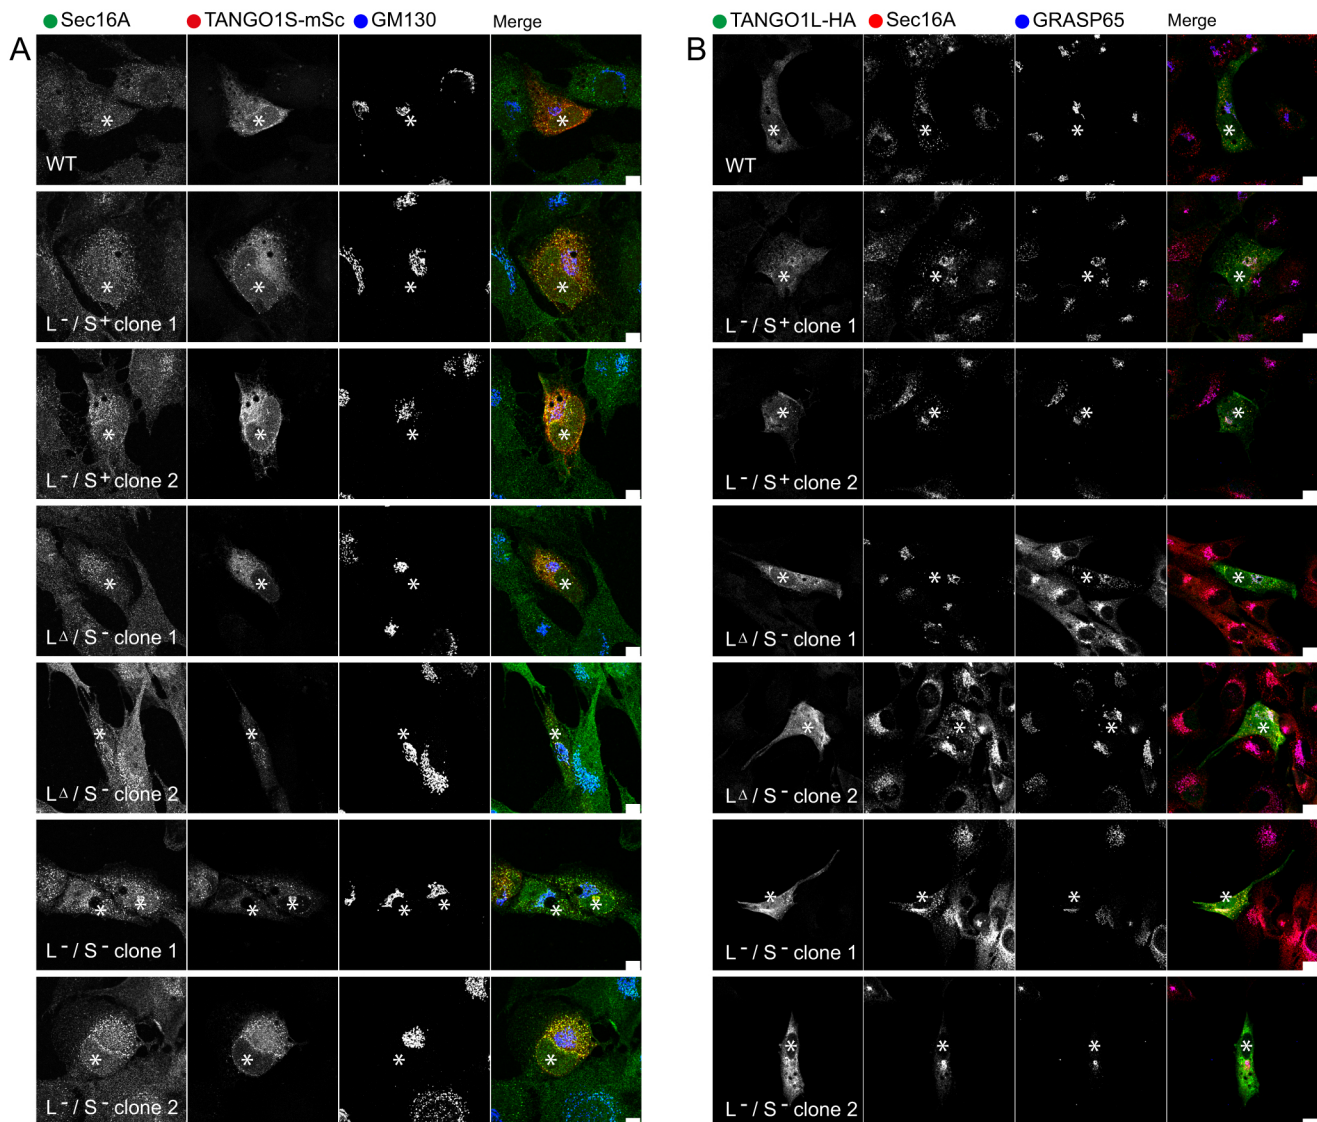 A
Sec16A TANGO1S-mSc GM130 Merge
WT
L⁻/S⁺ clone 1
L⁻/S⁺ clone 2
LΔ/S⁻ clone 1
LΔ/S⁻ clone 2
L⁻/S⁻ clone 1
L⁻/S⁻ clone 2
B
TANGO1L-HA Sec16A GRASP65 Merge
WT
L⁻/S⁺ clone 1
L⁻/S⁺ clone 2
LΔ/S⁻ clone 1
LΔ/S⁻ clone 2
L⁻/S⁻ clone 1
L⁻/S⁻ clone 2